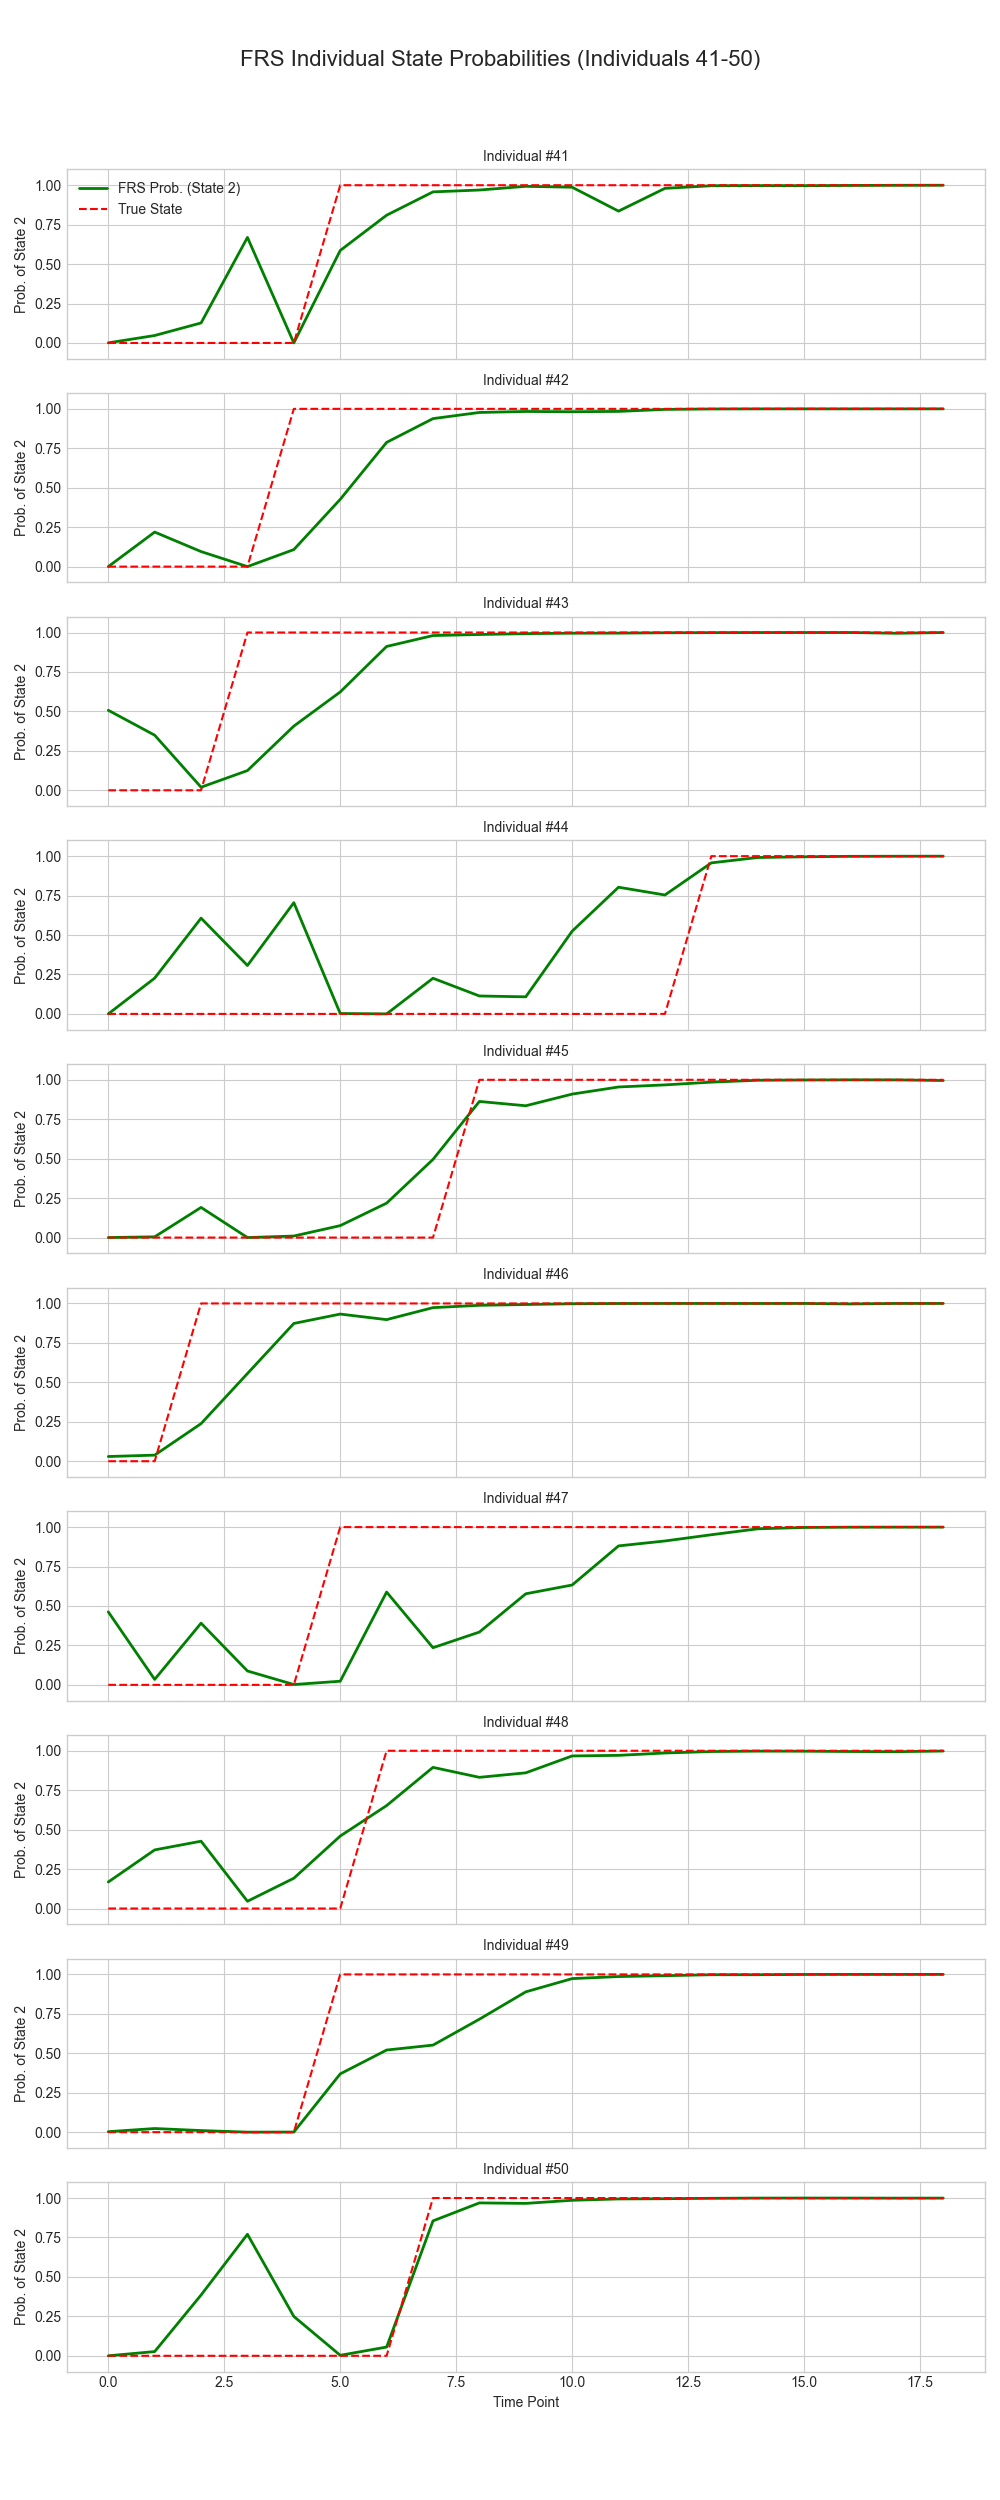 FRS Individual State Probabilities (Individuals 41-50)
Individual #41
FRS Prob. (State 2)
True State
Prob. of State 2
1.00
0.75
0.50
0.25
0.00
Individual #42
Prob. of State 2
1.00
0.75
0.50
0.25
0.00
Individual #43
Prob. of State 2
1.00
0.75
0.50
0.25
0.00
Individual #44
Prob. of State 2
1.00
0.75
0.50
0.25
0.00
Individual #45
Prob. of State 2
1.00
0.75
0.50
0.25
0.00
Individual #46
Prob. of State 2
1.00
0.75
0.50
0.25
0.00
Individual #47
Prob. of State 2
1.00
0.75
0.50
0.25
0.00
Individual #48
Prob. of State 2
1.00
0.75
0.50
0.25
0.00
Individual #49
Prob. of State 2
1.00
0.75
0.50
0.25
0.00
Individual #50
Prob. of State 2
1.00
0.75
0.50
0.25
0.00
0.0 2.5 5.0 7.5 10.0 12.5 15.0 17.5
Time Point